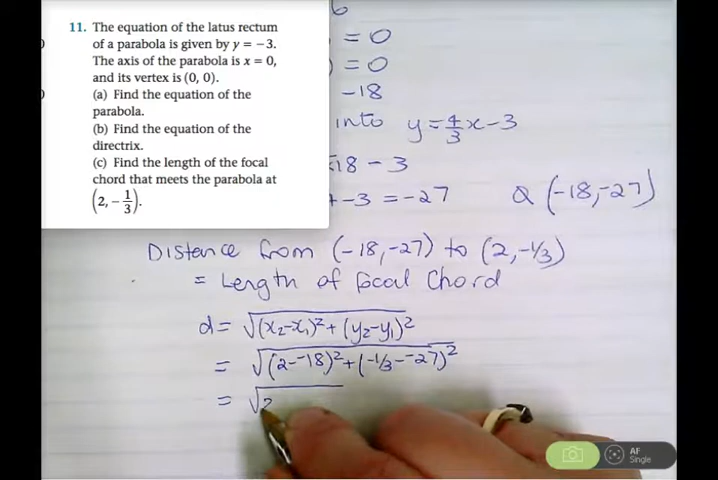 11. The equation of the latus rectum
of a parabola is given by y = −3.
The axis of the parabola is x = 0,
and its vertex is (0, 0).
(a) Find the equation of the
parabola.
(b) Find the equation of the
directrix.
(c) Find the length of the focal
chord that meets the parabola at
(2, −1/3).
6
= 0
) = 0
-18
into y = 4/3x - 3
-18 - 3
-3 = -27 Q (-18, -27)
Distance from (-18, -27) to (2, -1/3)
= Length of focal chord
d = √(x₂-x₁)² + (y₂-y₁)²
= √(2--18)² + (-1/3--27)²
= √2
AF
Single